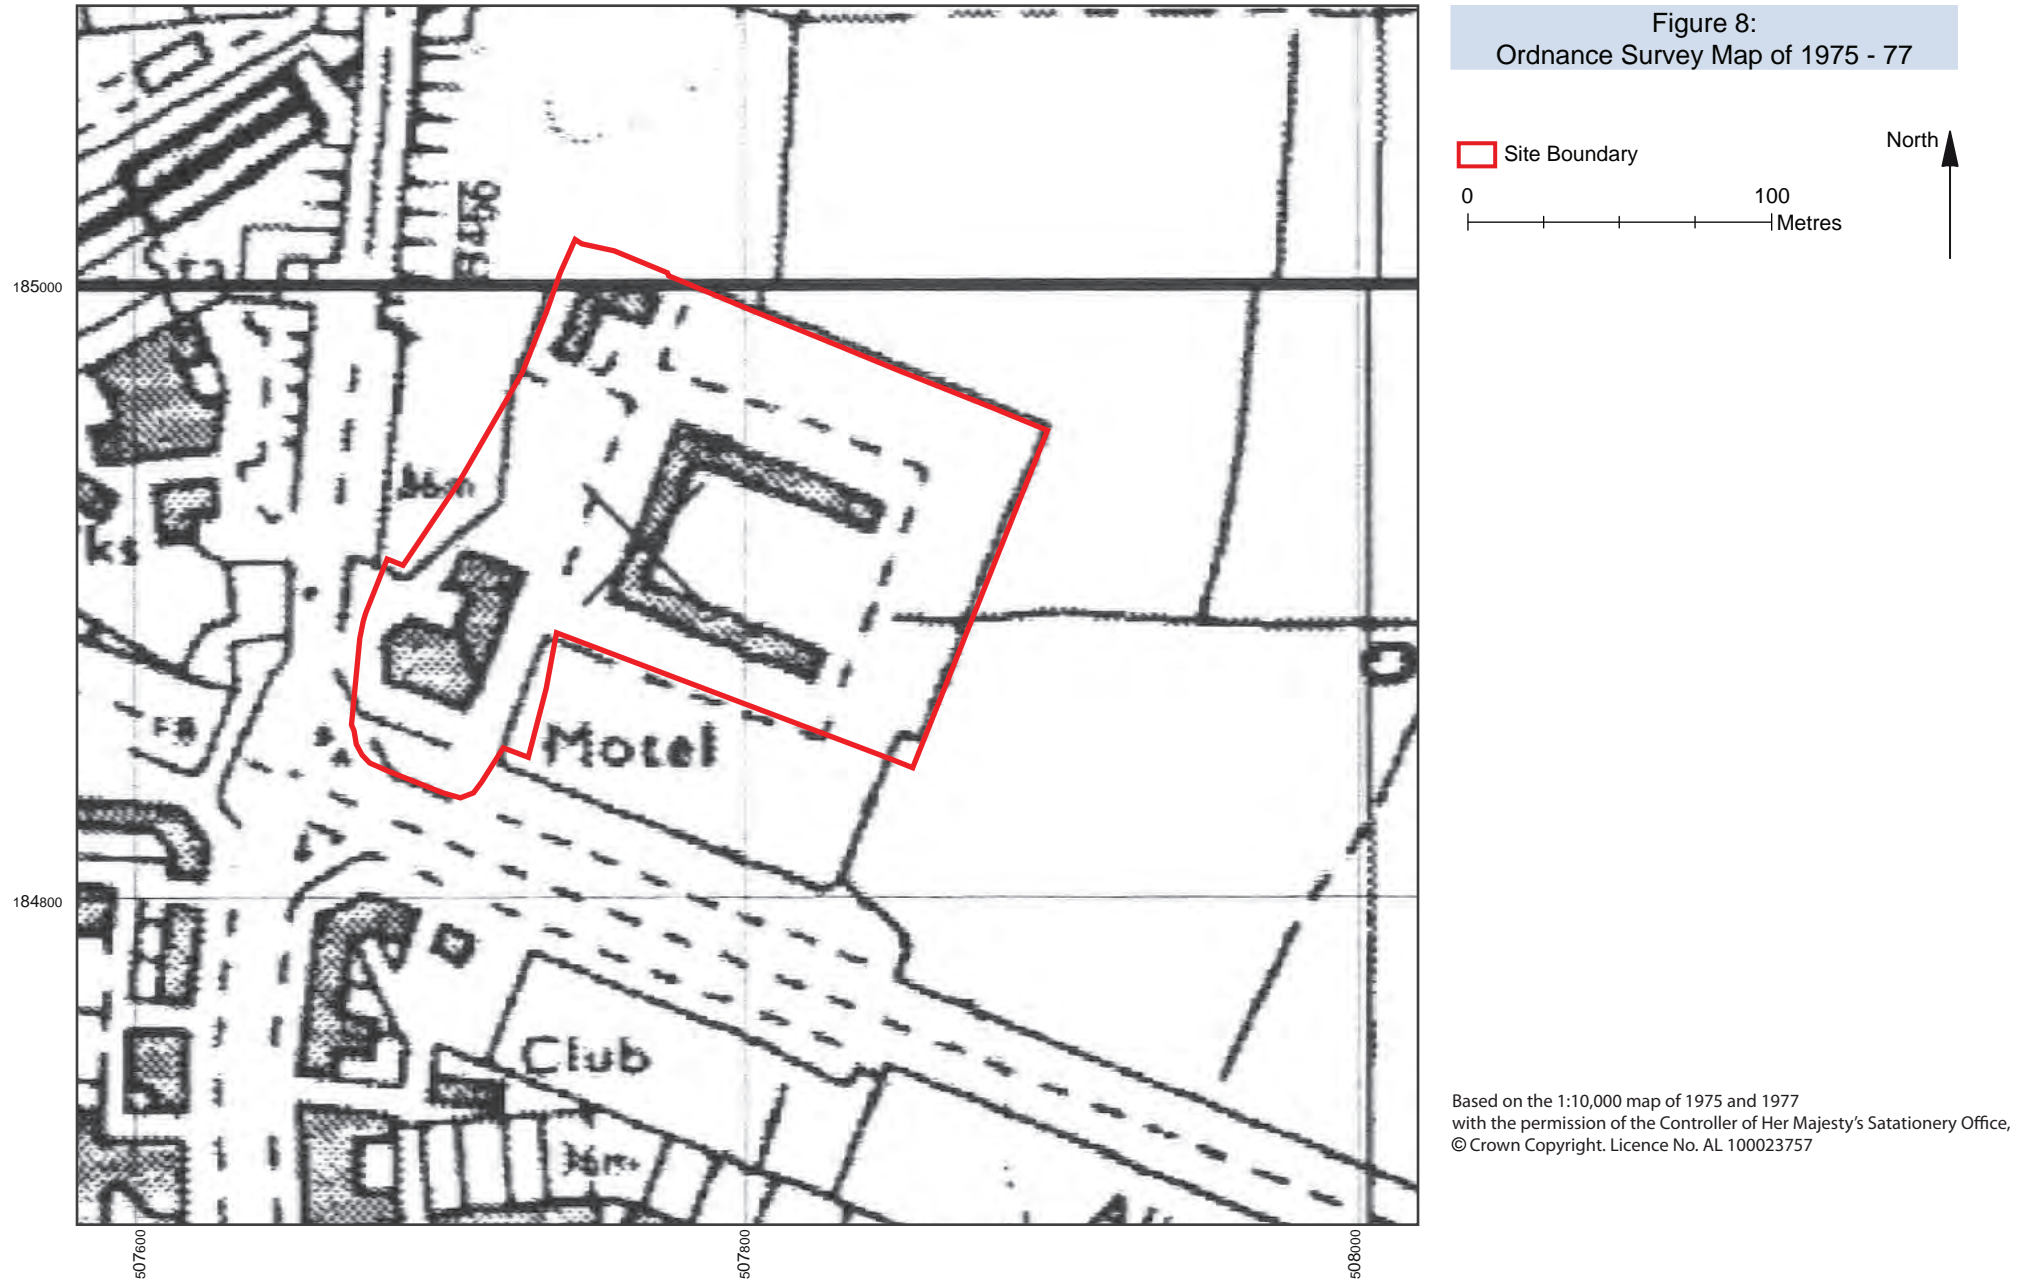 Figure 8:
Ordnance Survey Map of 1975 - 77
Site Boundary
North
0 100
Metres
185000
184800
507600
507800
508000
ks
FB
Motel
Club
Based on the 1:10,000 map of 1975 and 1977
with the permission of the Controller of Her Majesty's Satationery Office,
© Crown Copyright. Licence No. AL 100023757